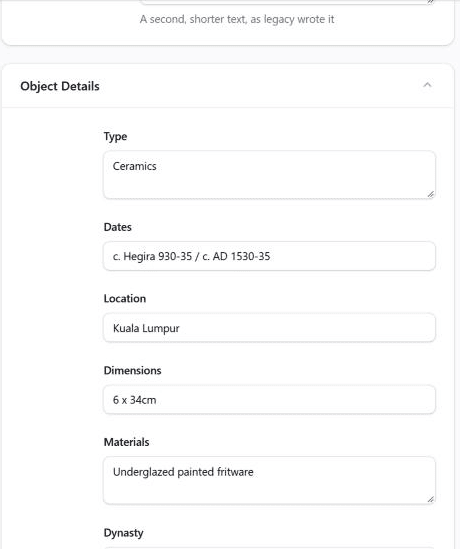 A second, shorter text, as legacy wrote it
Object Details
Type
Ceramics
Dates
c. Hegira 930-35 / c. AD 1530-35
Location
Kuala Lumpur
Dimensions
6 x 34cm
Materials
Underglazed painted fritware
Dynasty